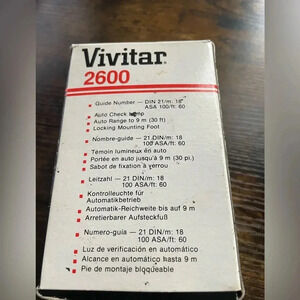 Vivitar
2600
Guide Number — DIN 21/m: 18
ASA 100/ft: 60
Auto Check Lamp
Auto Range to 9 m (30 ft)
Locking Mounting Foot
Nombre-guide — 21 DIN/m: 18
100 ASA/ft: 60
Témoin lumineux en auto
Portée en auto jusqu'à 9 m (30 pi.)
Sabot de fixation à verrou
Leitzahl — 21 DIN/m: 18
100 ASA/ft: 60
Kontrolleuchte für
Automatikbetrieb
Automatik-Reichweite bis auf 9 m
Arretierbarer Aufsteckfuß
Numero-guía — 21 DIN/m: 18
100 ASA/ft: 60
Luz de verificación en automático
Alcance en automático hasta 9 m
Pie de montaje bloqueable